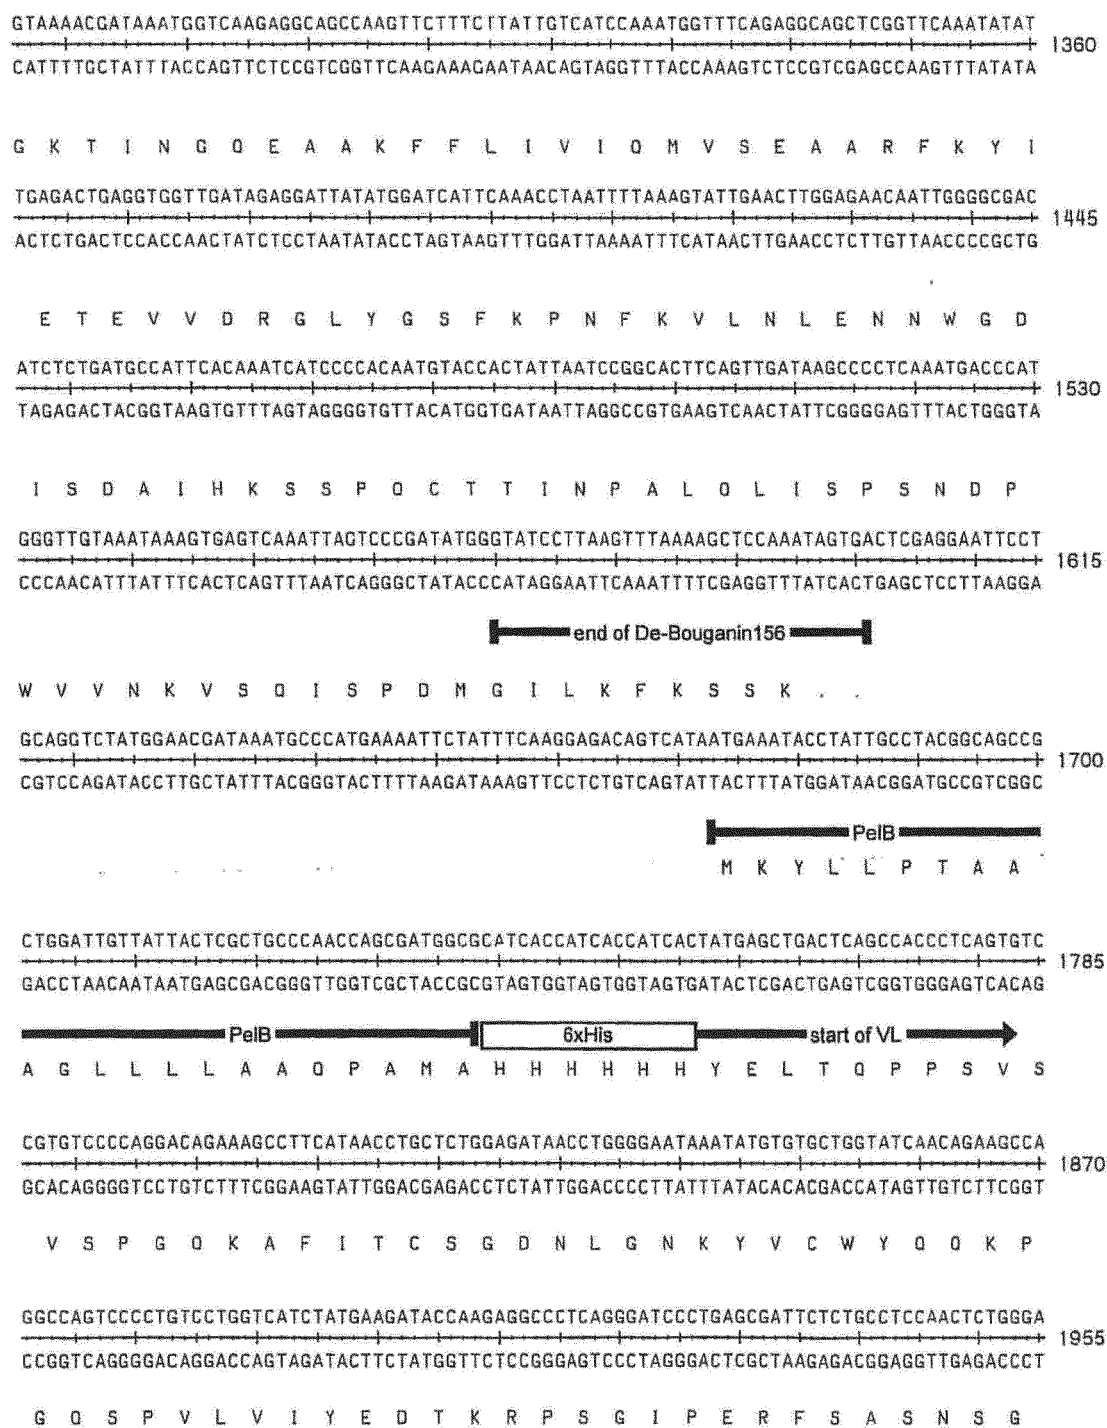 GTAAAACGATAAATGGTCAAGAGGCAGCCAAGTTCTTTCTTATTGTCATCCAAATGGTTTCAGAGGCAGCTCGGTTCAAATATAT
1360
CATTTTGCTATTTACCAGTTCTCCGTCGGTTCAAGAAAGAATAACAGTAGGTTTACCAAAGTCTCCGTCGAGCCAAGTTTATATA
G K T I N G Q E A A K F F L I V I Q M V S E A A R F K Y I
TGAGACTGAGGTGGTTGATAGAGGATTATATGGATCATTCAAACCTAATTTTAAAGTATTGAACTTGGAGAACAATTGGGGCGAC
1445
ACTCTGACTCCACCAACTATCTCCTAATATACCTAGTAAGTTTGGATTAAAATTTCATAACTTGAACCTCTTGTTAACCCCGCTG
E T E V V D R G L Y G S F K P N F K V L N L E N N W G D
ATCTCTGATGCCATTCACAAATCATCCCCACAATGTACCACTATTAATCCGGCACTTCAGTTGATAAGCCCCTCAAATGACCCAT
1530
TAGAGACTACGGTAAGTGTTTAGTAGGGGTGTTACATGGTGATAATTAGGCCGTGAAGTCAACTATTCGGGGAGTTTACTGGGTA
I S D A I H K S S P Q C T T I N P A L Q L I S P S N D P
GGGTTGTAAATAAAGTGAGTCAAATTAGTCCCGATATGGGTATCCTTAAGTTTAAAAGCTCCAAATAGTGACTCGAGGAATTCCT
1615
CCCAACATTTATTTCACTCAGTTTAATCAGGGCTATACCCATAGGAATTCAAATTTTCGAGGTTTATCACTGAGCTCCTTAAGGA
end of De-Bouganin156
W V V N K V S Q I S P D M G I L K F K S S K . .
GCAGGTCTATGGAACGATAAATGCCCATGAAAATTCTATTTCAAGGAGACAGTCATAATGAAATACCTATTGCCTACGGCAGCCG
1700
CGTCCAGATACCTTGCTATTTACGGGTACTTTTAAGATAAAGTTCCTCTGTCAGTATTACTTTATGGATAACGGATGCCGTCGGC
PelB
M K Y L L P T A A
CTGGATTGTTATTACTCGCTGCCCAACCAGCGATGGCGCATCACCATCACCATCACTATGAGCTGACTCAGCCACCCTCAGTGTC
1785
GACCTAACAATAATGAGCGACGGGTTGGTCGCTACCGCGTAGTGGTAGTGGTAGTGATACTCGACTGAGTCGGTGGGAGTCACAG
PelB 6xHis start of VL
A G L L L L A A Q P A M A H H H H H H Y E L T Q P P S V S
CGTGTCCCCAGGACAGAAAGCCTTCATAACCTGCTCTGGAGATAACCTGGGGAATAAATATGTGTGCTGGTATCAACAGAAGCCA
1870
GCACAGGGGTCCTGTCTTTCGGAAGTATTGGACGAGACCTCTATTGGACCCCTTATTTATACACACGACCATAGTTGTCTTCGGT
V S P G Q K A F I T C S G D N L G N K Y V C W Y Q Q K P
GGCCAGTCCCCTGTCCTGGTCATCTATGAAGATACCAAGAGGCCCTCAGGGATCCCTGAGCGATTCTCTGCCTCCAACTCTGGGA
1955
CCGGTCAGGGGACAGGACCAGTAGATACTTCTATGGTTCTCCGGGAGTCCCTAGGGACTCGCTAAGAGACGGAGGTTGAGACCCT
G Q S P V L V I Y E D T K R P S G I P E R F S A S N S G